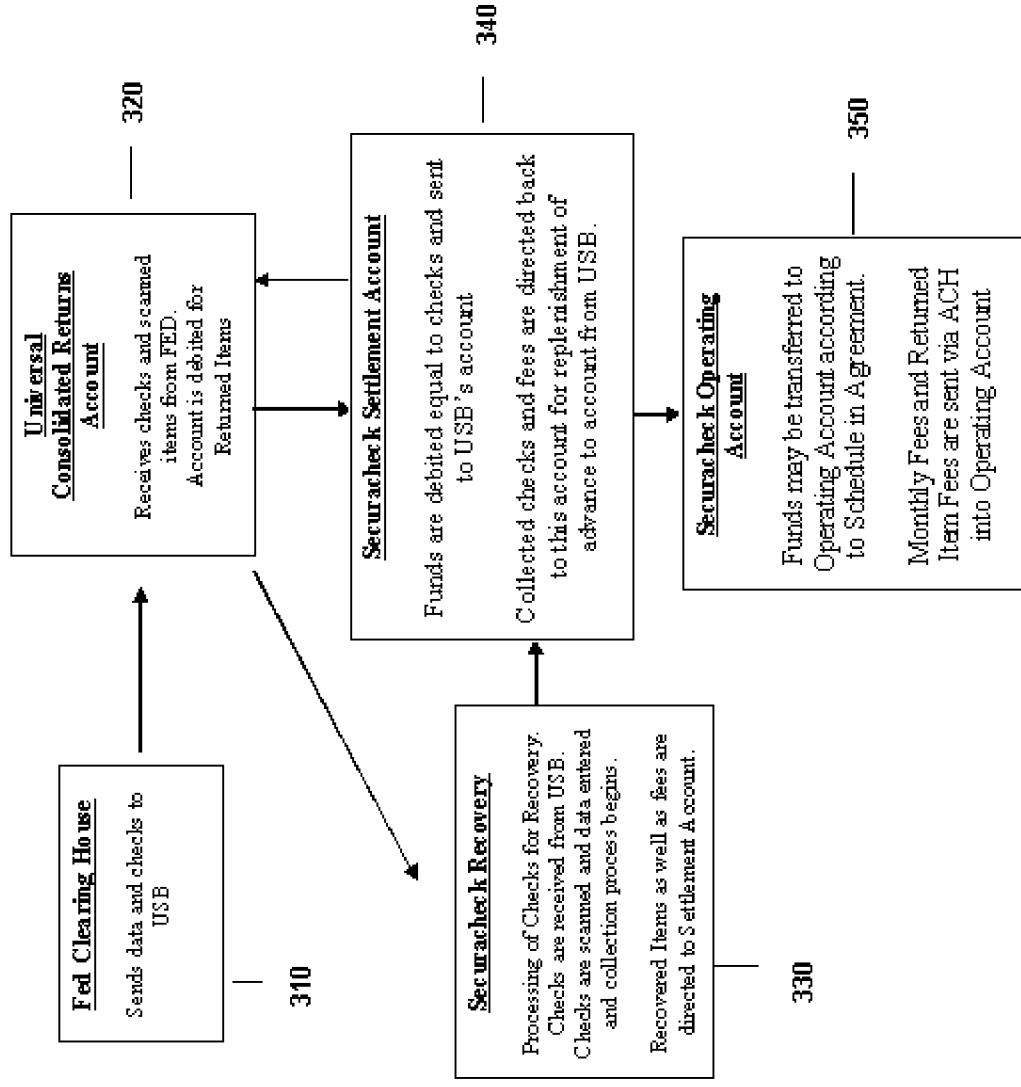 Fed Clearing House
Sends data and checks to
USB
310
Universal
Consolidated Returns
Account
Receives checks and scanned
items from FED.
Account is debited for
Returned Items
320
Securacheck Recovery
Processing of Checks for Recovery.
Checks are received from USB.
Checks are scanned and data entered
and collection process begins.
Recovered Items as well as fees are
directed to Settlement Account.
330
Securacheck Settlement Account
Funds are debited equal to checks and sent
to USB's account
Collected checks and fees are directed back
to this account for replenishment of
advance to account from USB.
340
Securacheck Operating
Account
Funds may be transferred to
Operating Account according
to Schedule in Agreement.
Monthly Fees and Returned
Item Fees are sent via ACH
into Operating Account
350